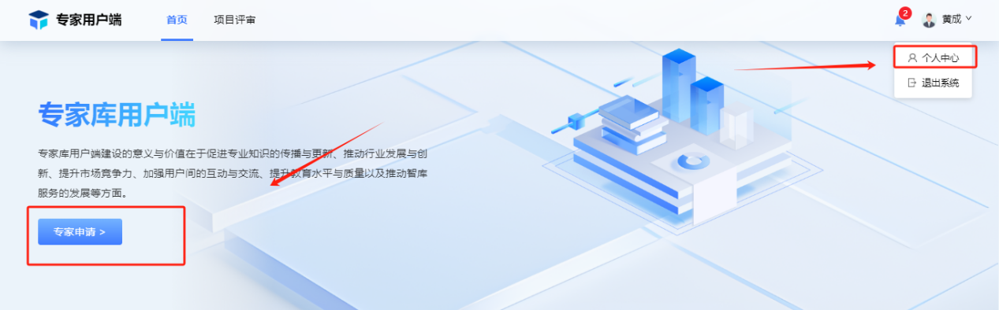 专家用户端
首页
项目评审
2
黄成
个人中心
退出系统
专家库用户端
专家库用户端建设的意义与价值在于促进专业知识的传播与更新、推动行业发展与创
新、提升市场竞争力、加强用户间的互动与交流、提升教育水平与质量以及推动智库
服务的发展等方面。
专家申请 >